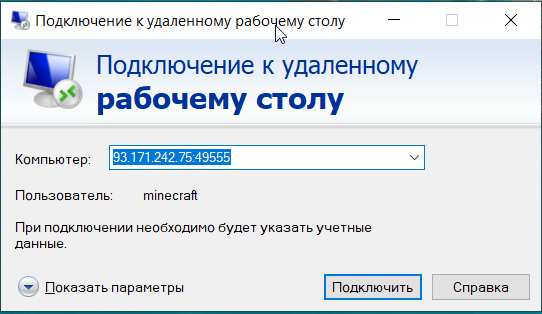 Подключение к удаленному рабочему столу
Подключение к удаленному
рабочему столу
Компьютер: 93.171.242.75:49555
Пользователь: minecraft
При подключении необходимо будет указать учетные
данные.
Показать параметры Подключить Справка